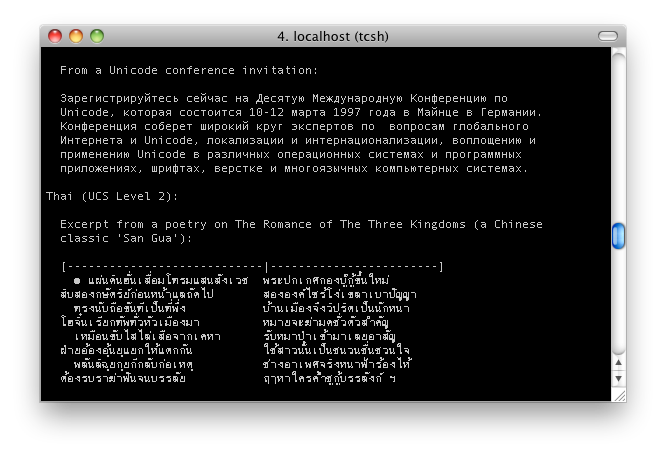 4. localhost (tcsh)
From a Unicode conference invitation:
Зарегистрируйтесь сейчас на Десятую Международную Конференцию по
Unicode, которая состоится 10-12 марта 1997 года в Майнце в Германии.
Конференция соберет широкий круг экспертов по  вопросам глобального
Интернета и Unicode, локализации и интернационализации, воплощению и
применению Unicode в различных операционных системах и программных
приложениях, шрифтах, верстке и многоязычных компьютерных системах.
Thai (UCS Level 2):
Excerpt from a poetry on The Romance of The Three Kingdoms (a Chinese
classic 'San Gua'):
[----------------------------|------------------------]
๏ แผ่นดินฮั่นเสื่อมโทรมแสนสังเวช  พระปกเกศกองบู๊กู้ขึ้นใหม่
สิบสองกษัตริย์ก่อนหน้าแลถัดไป  สององค์ไซร้โง่เขลาเบาปัญญา
ทรงนับถือขันทีเป็นที่พึ่ง  บ้านเมืองจึงวิปริตเป็นนักหนา
โฮจิ๋นเรียกทัพทั่วหัวเมืองมา  หมายจะฆ่ามดชั่วตัวสำคัญ
เหมือนขับไสไล่เสือจากเคหา  รับหมาป่าเข้ามาเลยอาสัญ
ฝ่ายอ้องอุ้นยุแยกให้แตกกัน  ใช้สาวนั้นเป็นชนวนชื่นชวนใจ
พลันลิฉุยกุยกีกลับก่อเหตุ  ช่างอาเพศจริงหนาฟ้าร้องไห้
ต้องรบราฆ่าฟันจนบรรลัย  ฤๅหาใครค้ำชูกู้บรรลังก์ ฯ